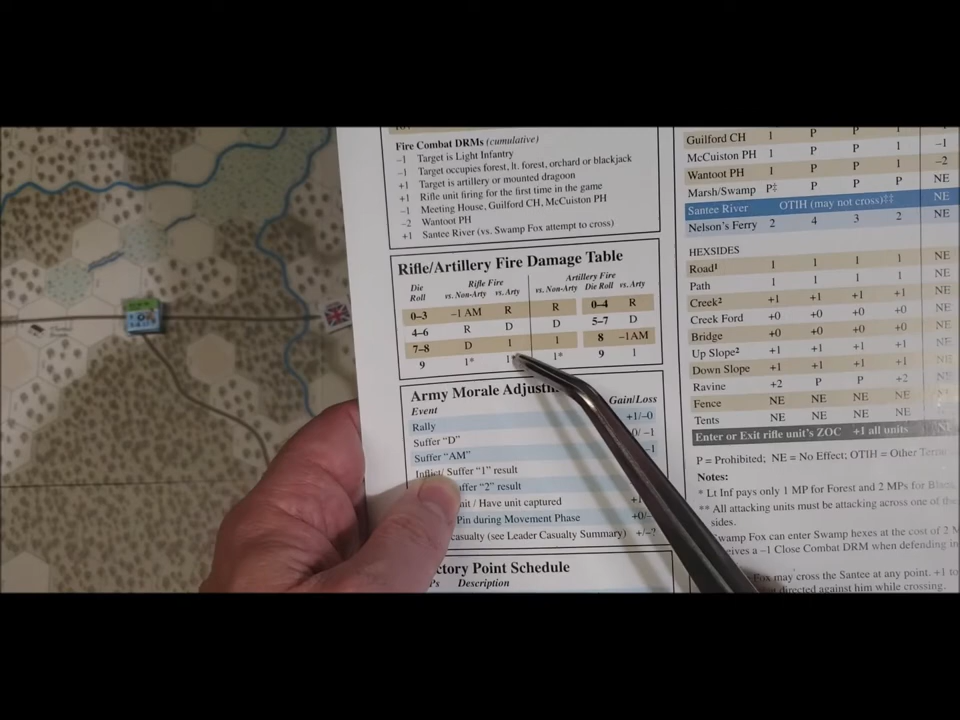 Fire Combat DRMs (cumulative)
–1 Target is Light Infantry
–1 Target occupies forest, lt. forest, orchard or blackjack
+1 Target is artillery or mounted dragoon
+1 Rifle unit firing for the first time in the game
–1 Meeting House, Guilford CH, McCuiston PH
–2 Wantoot PH
+1 Santee River (vs. Swamp Fox attempt to cross)
Rifle/Artillery Fire Damage Table
Die Roll Rifle Fire vs. Non-Arty vs. Arty Artillery Fire vs. Non-Arty Die Roll vs. Arty
0–3 –1 AM R R 0–4 R
4–6 R D D 5–7 D
7–8 D 1 1 8 –1AM
9 1* 1* 1* 9 1
Army Morale
Event Gain/Loss
Rally +1/–0
Suffer “D” –1
Suffer “AM” –1
Inflict/ Suffer “1” result
uffer “2” result
nit / Have unit captured
Pin during Movement Phase
casualty (see Leader Casualty Summary) +/–?
ctory Point Schedule
Ps Description
Guilford CH 1 P P 1 –1
McCuiston PH 1 P P 1 –1
Wantoot PH 1 P P 1 –2
Marsh/Swamp P‡ P P P NE
Santee River OTIH (may not cross)‡‡ NE
Nelson’s Ferry 2 4 3 2 NE
HEXSIDES
Road¹ 1 1 1 1 NE
Path 1 1 1 1 NE
Creek² +1 +1 +1 +1 NE
Creek Ford +0 +0 +0 +0 NE
Bridge +0 +0 +0 +0 NE
Up Slope² +1 +1 +1 +1 NE
Down Slope +1 +1 +1 +1 NE
Ravine +2 P P +2 NE
Fence NE NE NE NE NE
Tents NE NE NE NE NE
Enter or Exit rifle unit’s ZOC +1 all units
P = Prohibited; NE = No Effect; OTIH = Other
Notes:
* Lt Inf pays only 1 MP for Forest and 2 MPs for
** All attacking units must be attacking across one of the
sides.
Swamp Fox can enter Swamp hexes at the cost of 2
eives a –1 Close Combat DRM when defending in
Fox may cross the Santee at any point. +1 to
directed against him while crossing.